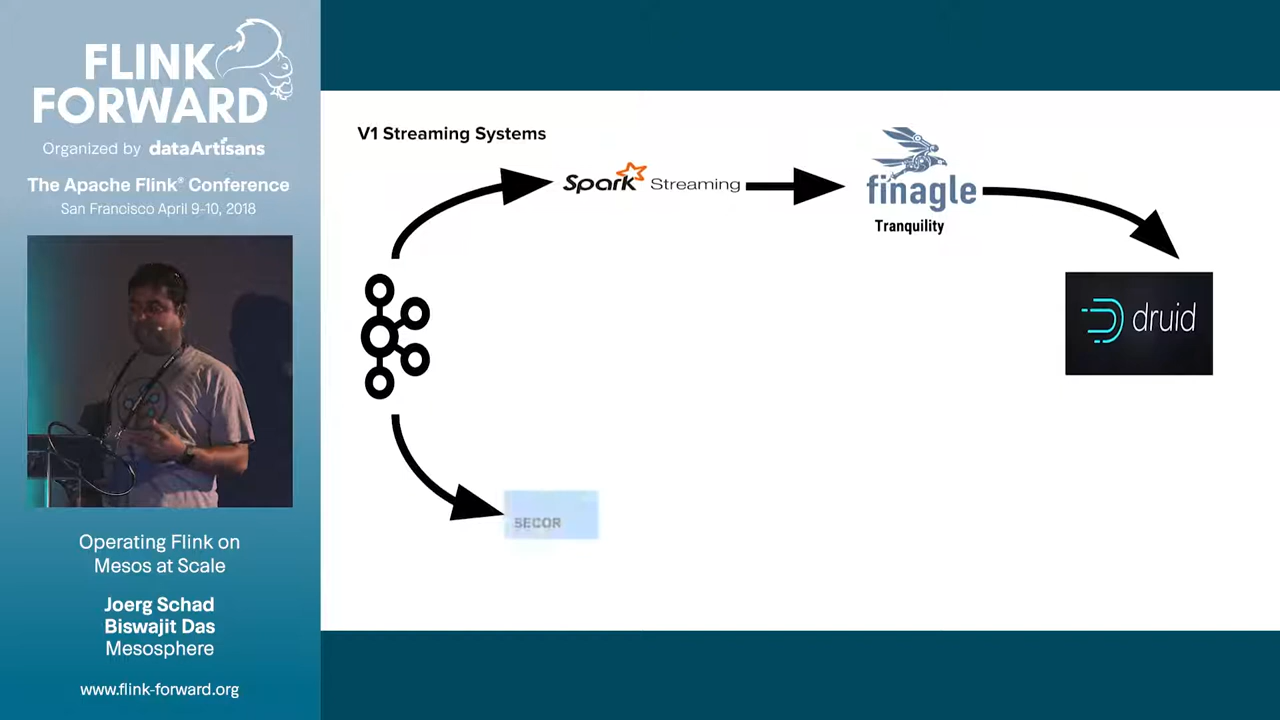 FLINK
FORWARD
Organized by dataArtisans
The Apache Flink® Conference
San Francisco April 9-10, 2018
Operating Flink on
Mesos at Scale
Joerg Schad
Biswajit Das
Mesosphere
www.flink-forward.org
V1 Streaming Systems
Spark Streaming
finagle
Tranquility
druid
SECOR